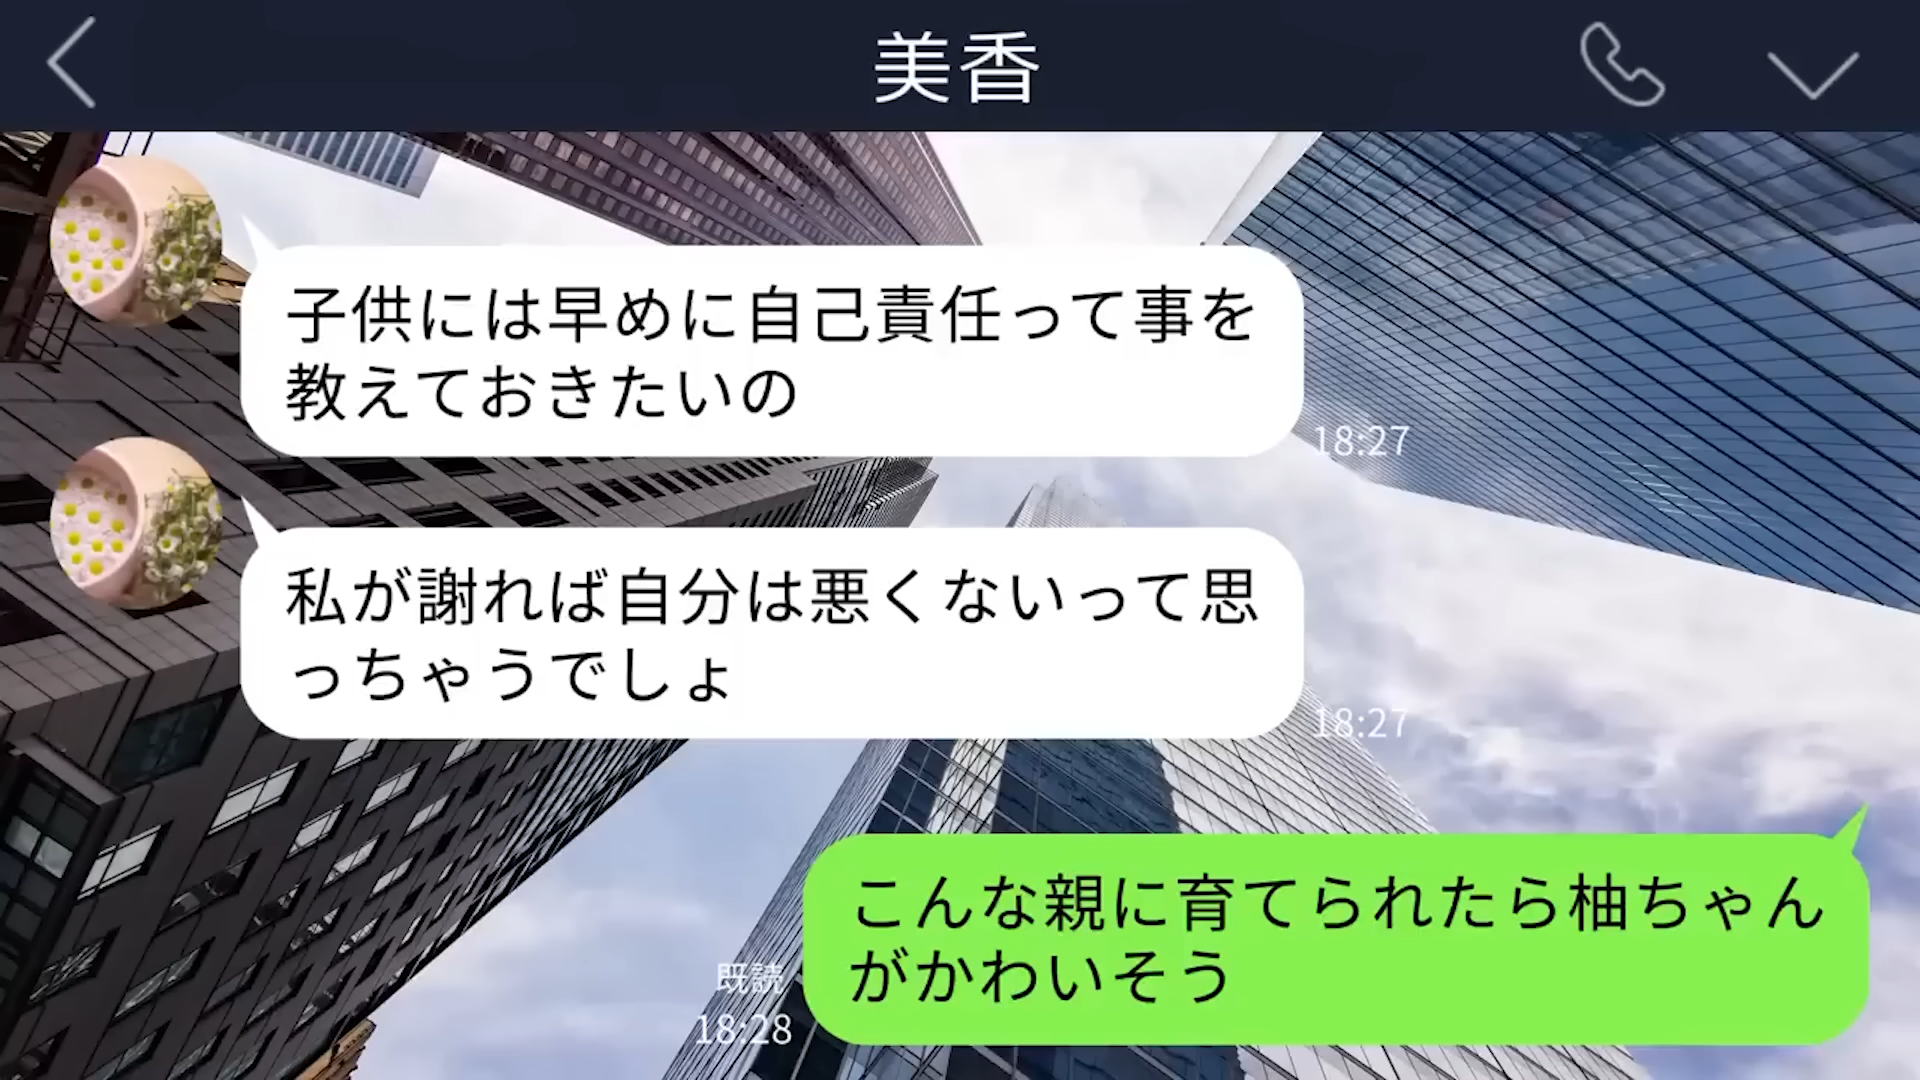 美香
子供には早めに自己責任って事を
教えておきたいの
18:27
私が謝れば自分は悪くないって思
っちゃうでしょ
18:27
こんな親に育てられたら柚ちゃん
がかわいそう
既読
18:28